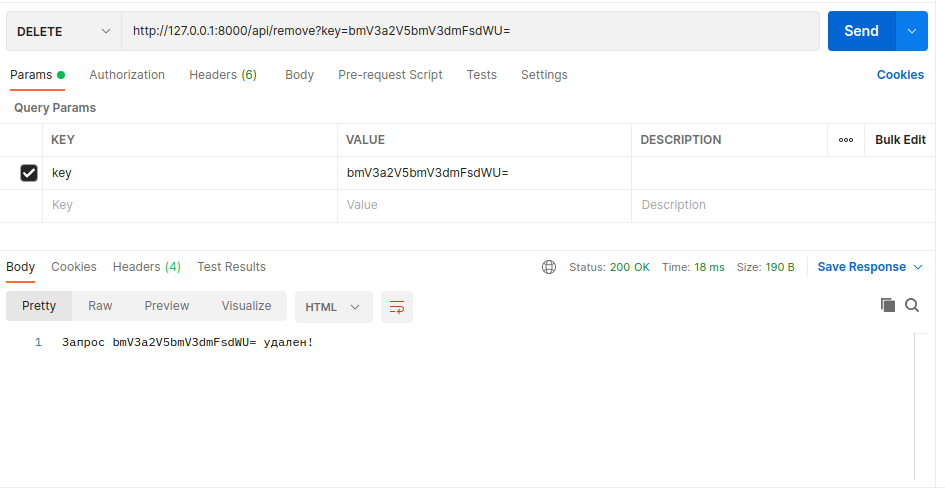 DELETE http://127.0.0.1:8000/api/remove?key=bmV3a2V5bmV3dmFsdWU= Send
Params Authorization Headers (6) Body Pre-request Script Tests Settings Cookies
Query Params
KEY VALUE DESCRIPTION ooo Bulk Edit
key bmV3a2V5bmV3dmFsdWU=
Key Value Description
Body Cookies Headers (4) Test Results Status: 200 OK Time: 18 ms Size: 190 B Save Response
Pretty Raw Preview Visualize HTML
1 Запрос bmV3a2V5bmV3dmFsdWU= удален!